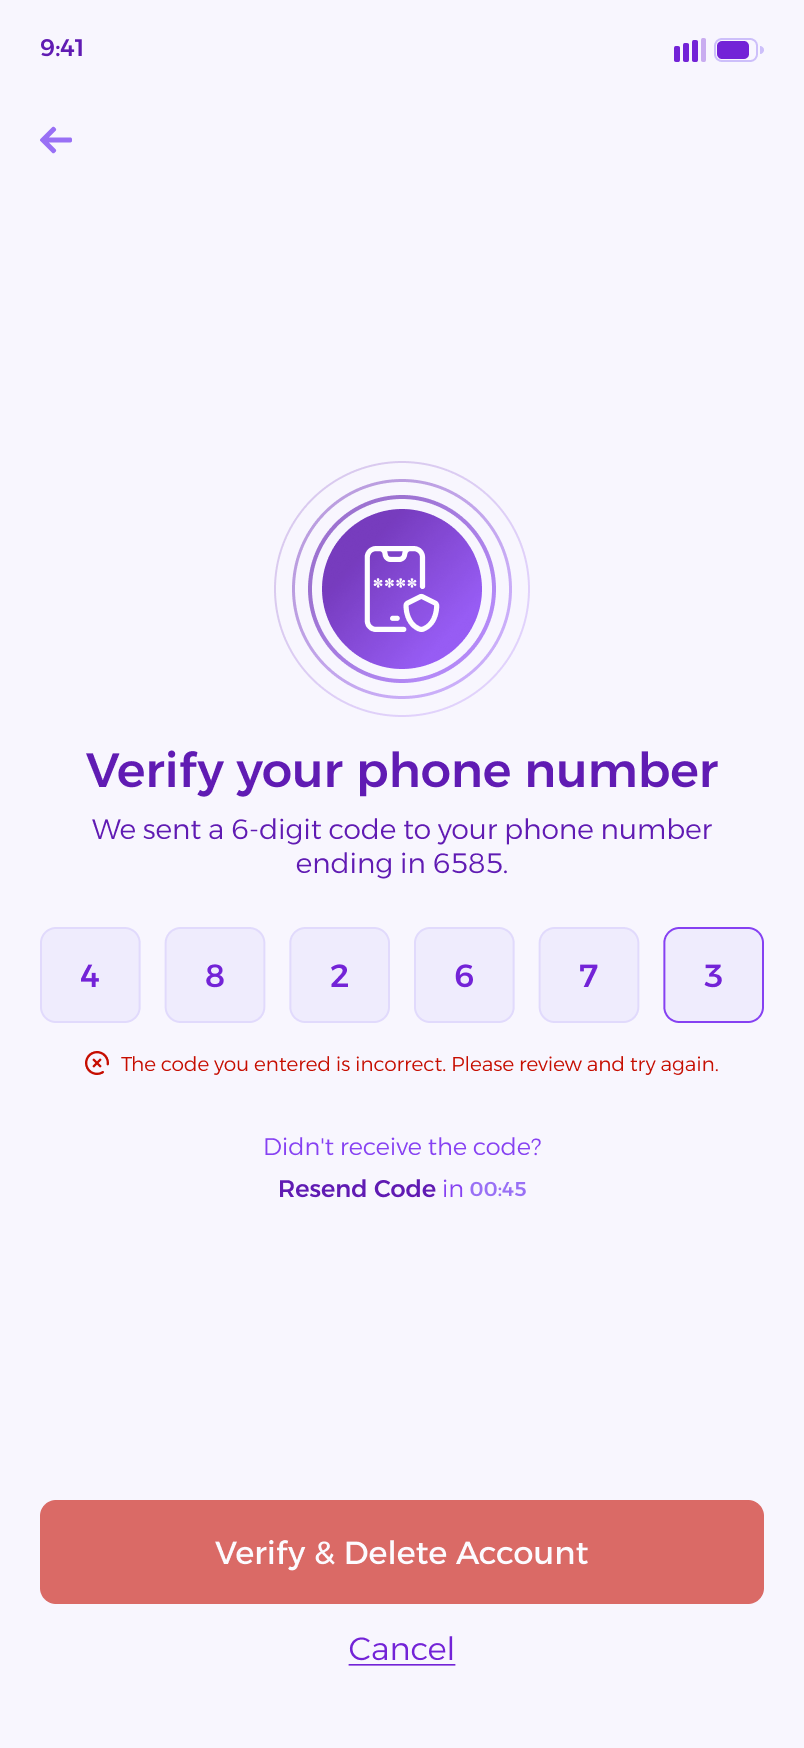 9:41
Verify your phone number
We sent a 6-digit code to your phone number
ending in 6585.
4 8 2 6 7 3
The code you entered is incorrect. Please review and try again.
Didn't receive the code?
Resend Code in 00:45
Verify & Delete Account
Cancel